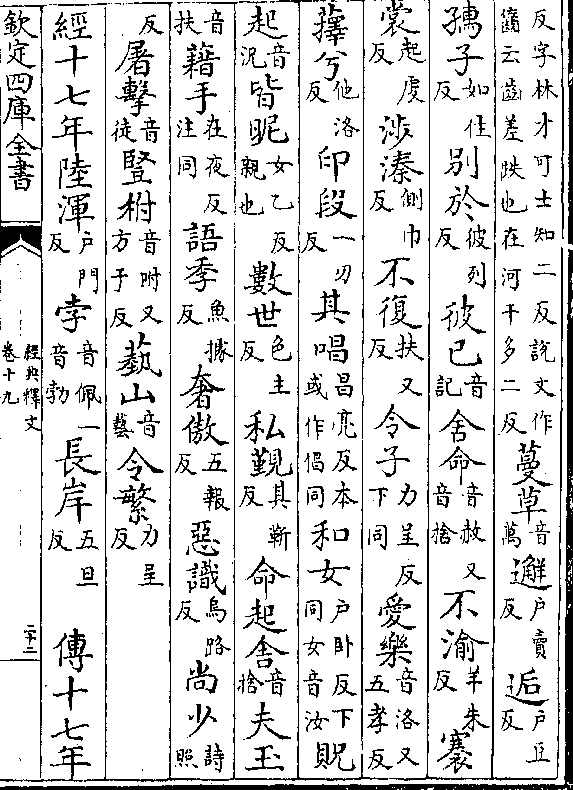 反字林才可士知二反說文作𪘓云齒差跌也在河干多二反蔓草音萬邂戶賣反逅戶豆反
孺子如住反別於彼列反彼己音記舍命音赦又音捨不渝羊朱反褰
裳起虔反涉溱側巾反不復扶又反令子力呈反下同愛樂音洛又五孝反
蘀兮他洛反印段一刃反其唱昌亮反本或作倡同和女戶臥反下同女音汝貺
起音況皆昵女乙反親也數世色主反私覲其靳反命起舍音捨夫玉
音扶藉手在夜反注同語季魚據反奢傲五報反惡識烏路反尚少詩照
反屠擊音徒豎柎音附又方于反蓺山音藝令繁力呈反
經十七年陸渾戶門反孛音佩一音勃長岸五旦反傳十七年
欽定四庫全書
經典釋文
卷十九
二十二